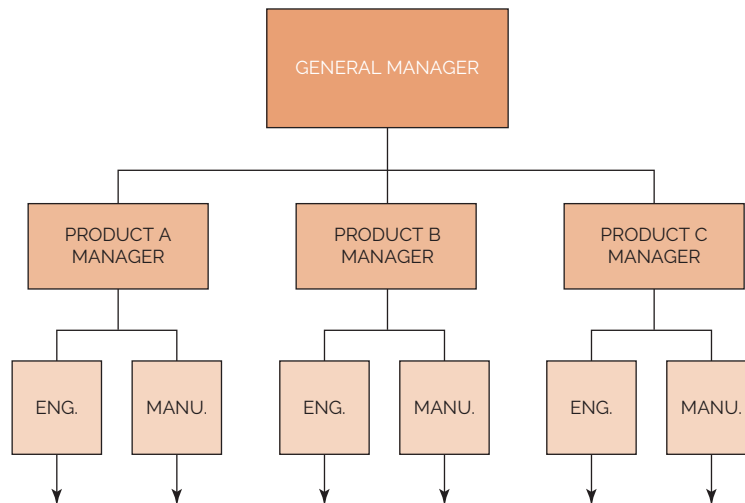 GENERAL MANAGER
PRODUCT A
MANAGER
PRODUCT B
MANAGER
PRODUCT C
MANAGER
ENG.
MANU.
ENG.
MANU.
ENG.
MANU.